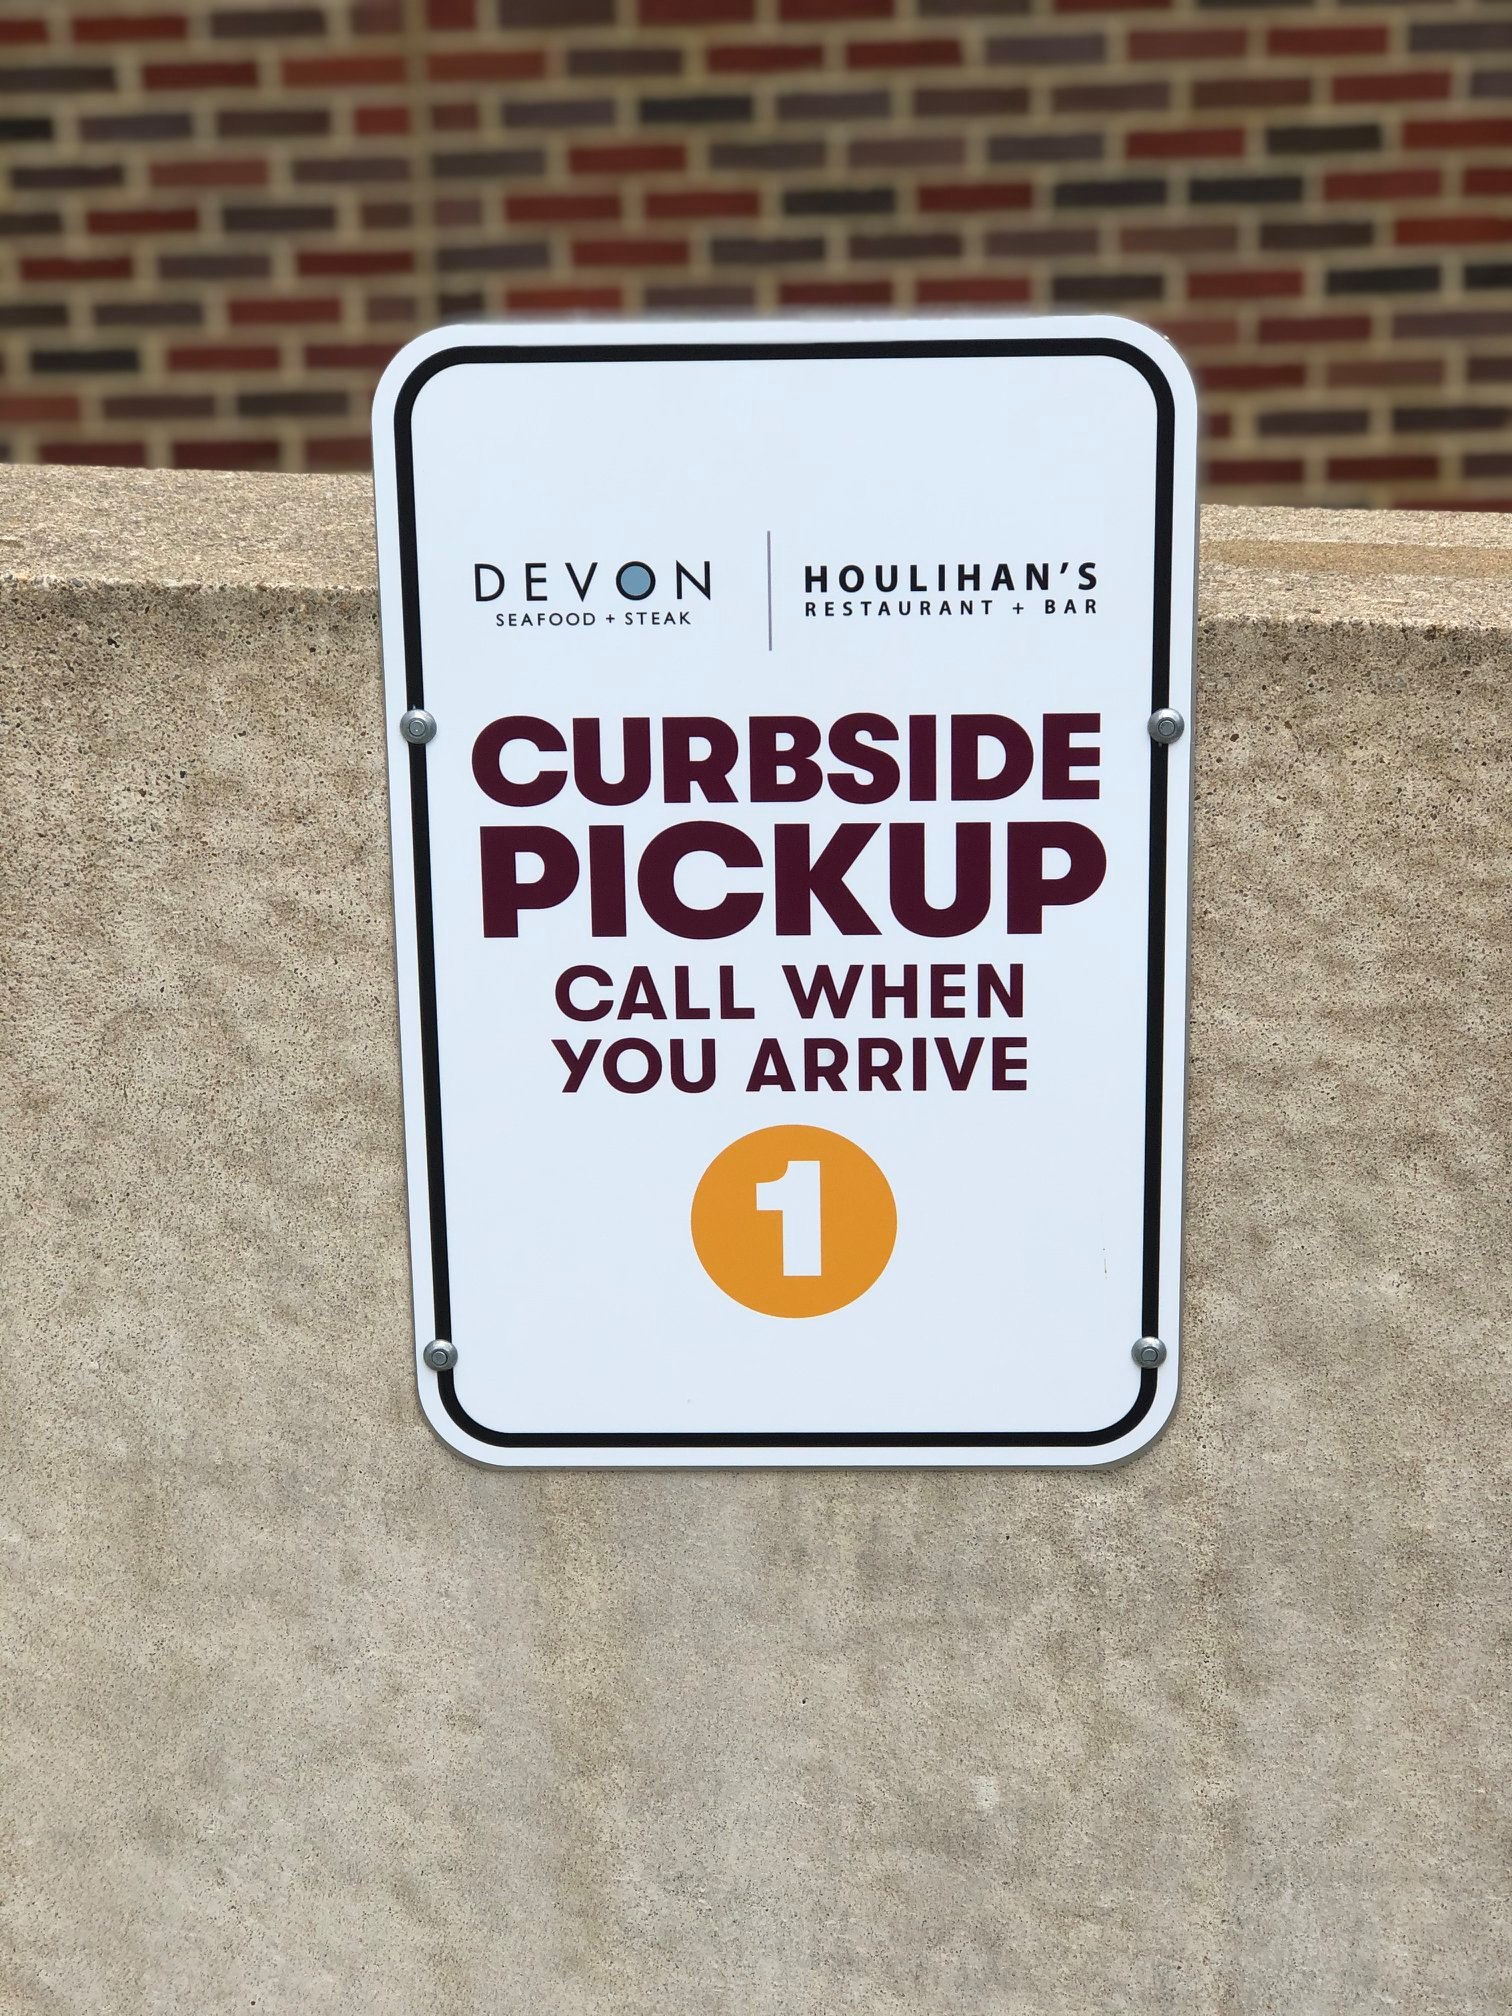 DEVON
SEAFOOD + STEAK
HOULIHAN'S
RESTAURANT + BAR
CURBSIDE
PICKUP
CALL WHEN
YOU ARRIVE
1